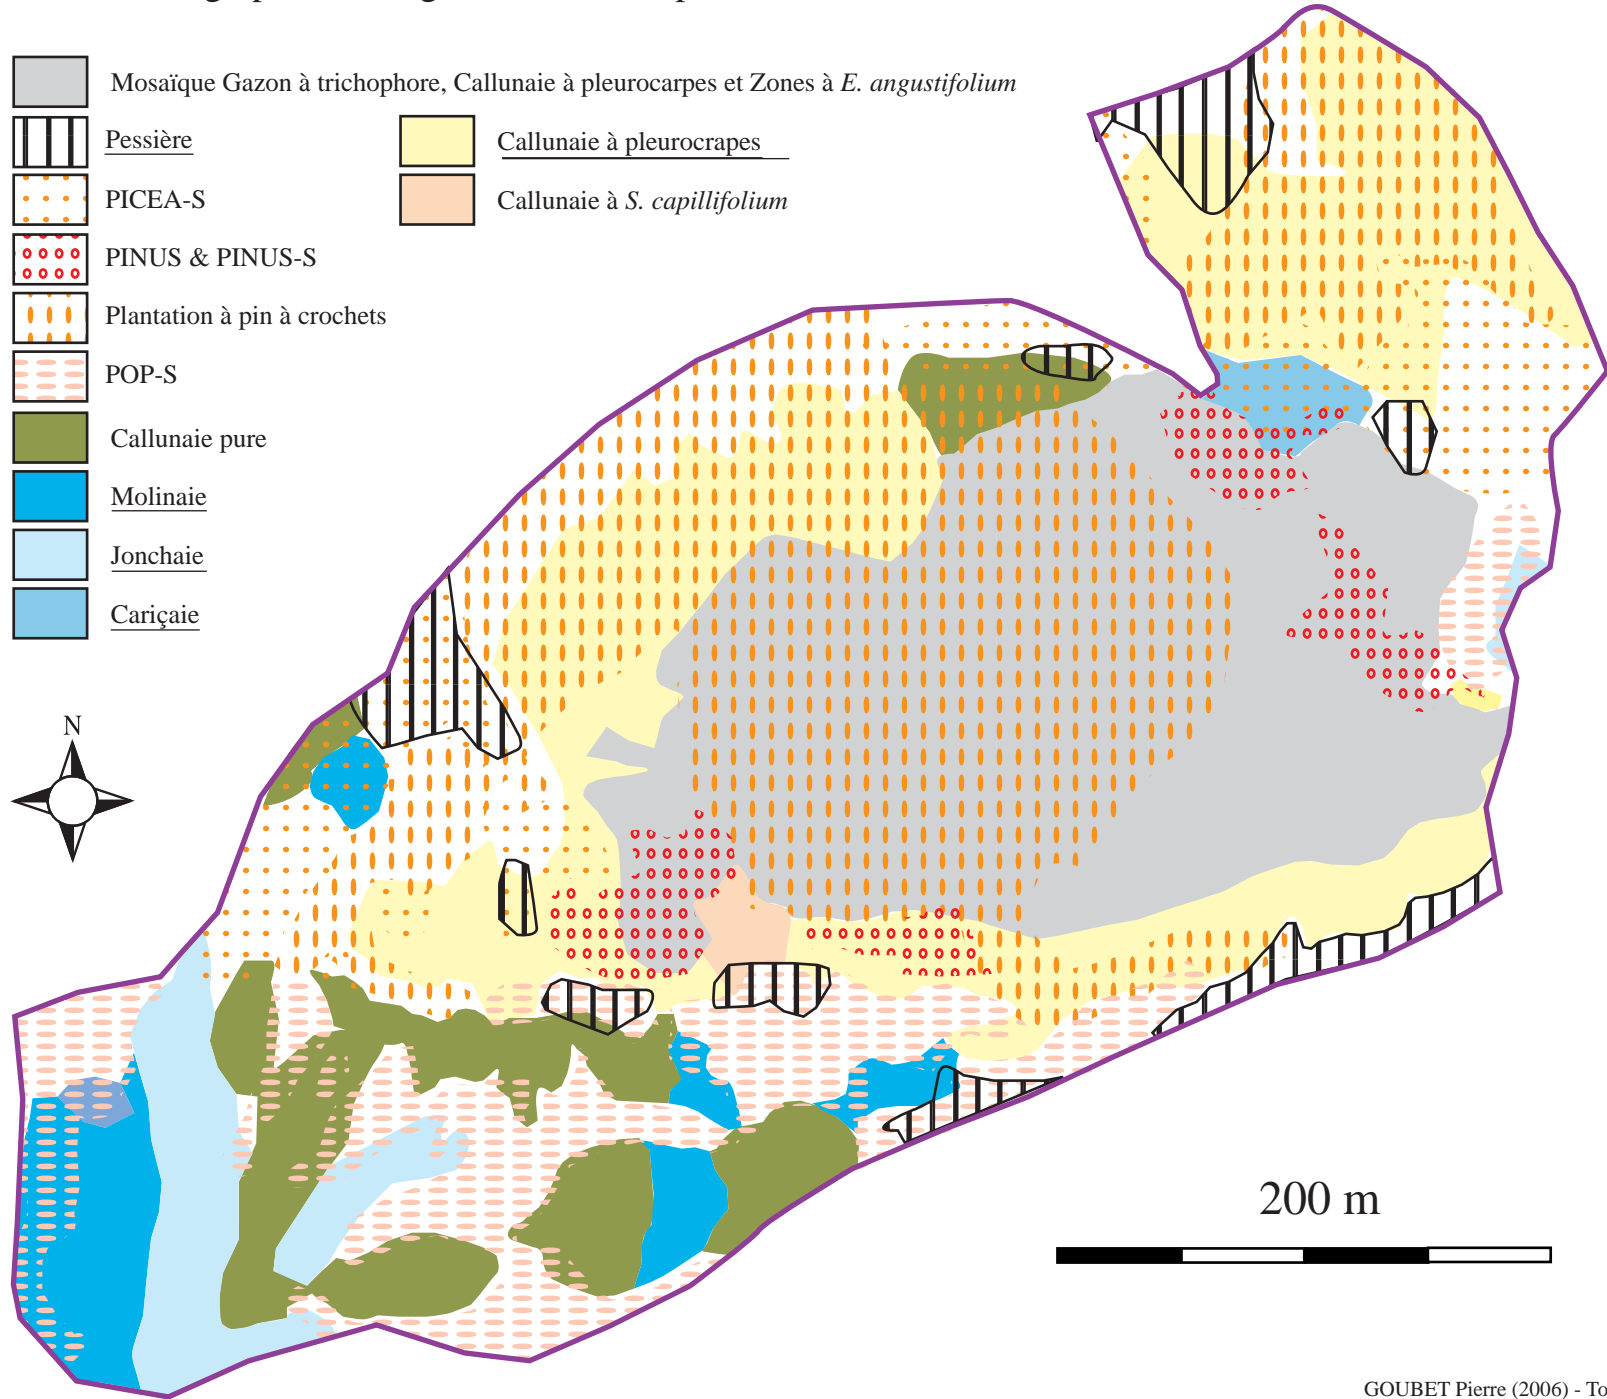 Mosaïque Gazon à trichophore, Callunaie à pleurocarpes et Zones à E. angustifolium
Pessière
Callunaie à pleurocrapes
PICEA-S
Callunaie à S. capillifolium
PINUS & PINUS-S
Plantation à pin à crochets
POP-S
Callunaie pure
Molinaie
Jonchaie
Cariçaie
N
200 m
GOUBET Pierre (2006) - To